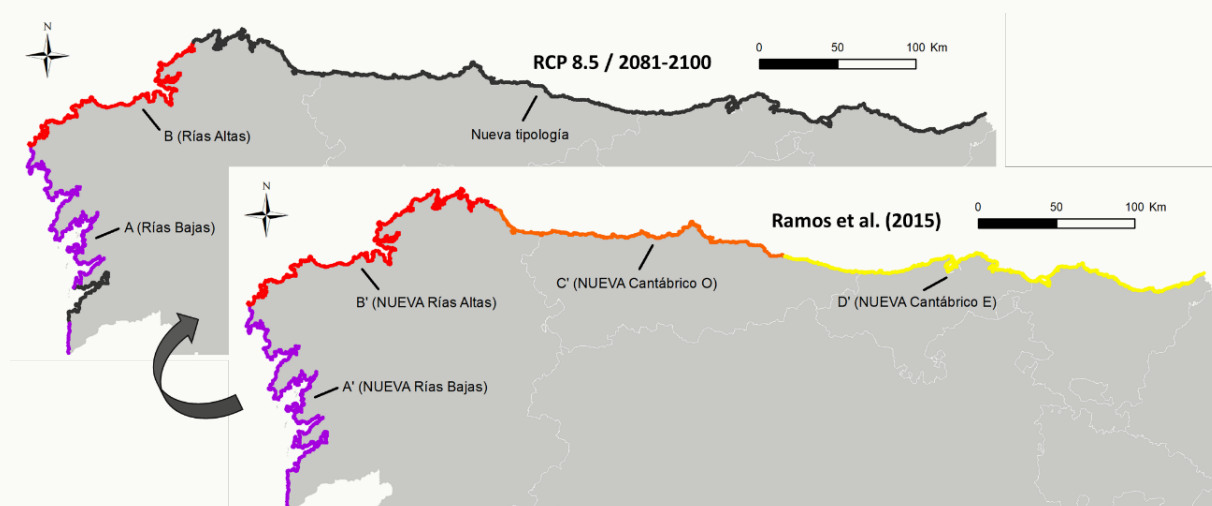 N
RCP 8.5 / 2081-2100
0 50 100 Km
B (Rías Altas)
Nueva tipología
A (Rías Bajas)
N
Ramos et al. (2015)
0 50 100 Km
B' (NUEVA Rías Altas)
C' (NUEVA Cantábrico O)
D' (NUEVA Cantábrico E)
A' (NUEVA Rías Bajas)